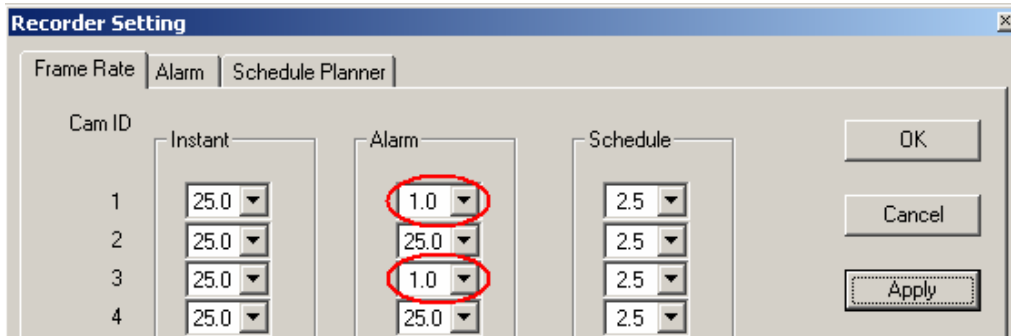 Recorder Setting
Frame Rate Alarm Schedule Planner
Cam ID
Instant Alarm Schedule OK
1 25.0 1.0 2.5 Cancel
2 25.0 25.0 2.5
3 25.0 1.0 2.5 Apply
4 25.0 25.0 2.5